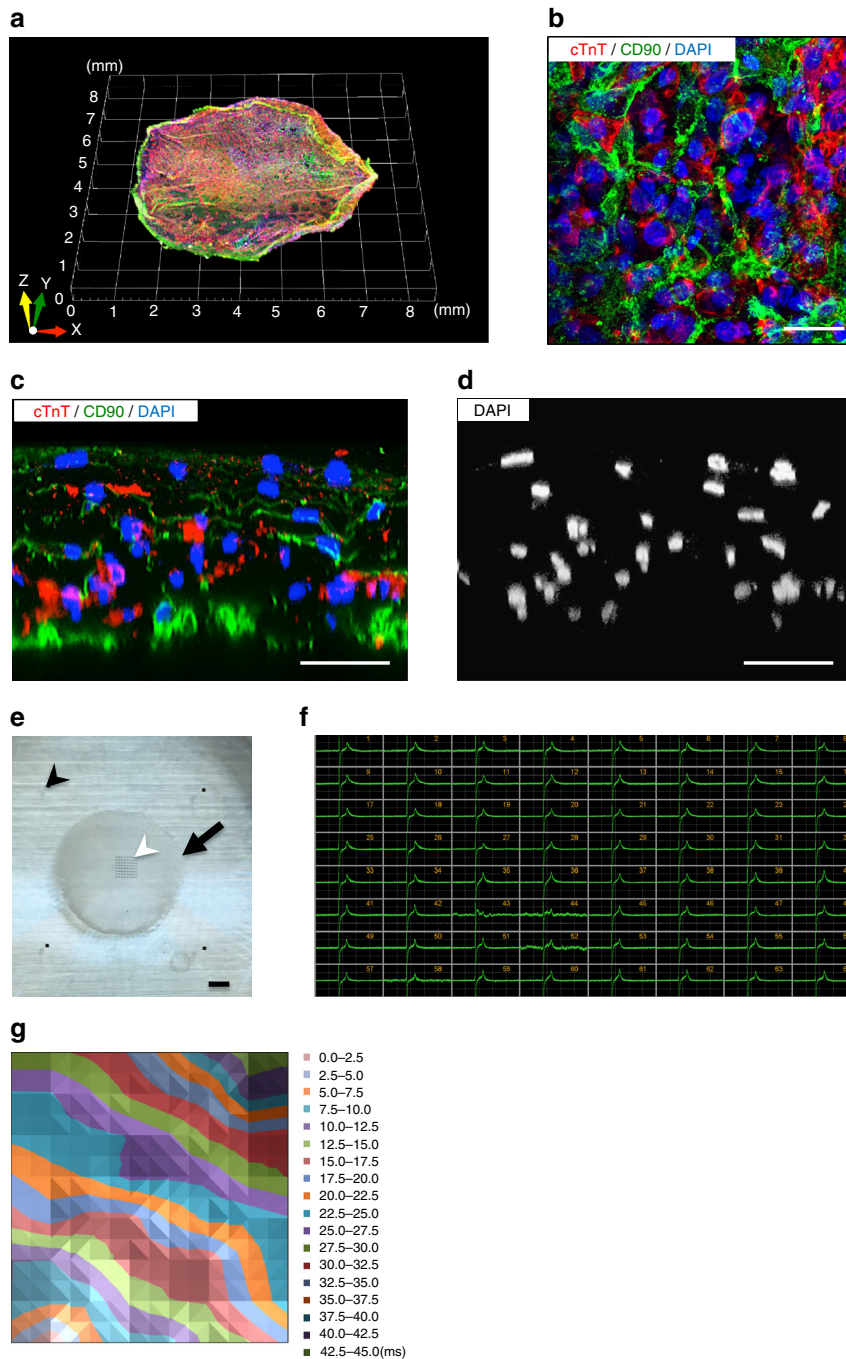 a
(mm)
8
7
6
5
4
3
2
1
0
Z Y
X
0 1 2 3 4 5 6 7 8 (mm)
b
cTnT / CD90 / DAPI
c
cTnT / CD90 / DAPI
d
DAPI
e
f
1 2 3 4 5 6 7
9 10 11 12 13 14 15
17 18 19 20 21 22 23
25 26 27 28 29 30
33 34 35 36 37 38 39
41 42 43 44 45 46 47
49 50 51 52 53 54 55
57 58 59 60 61 62 63
g
0.0–2.5
2.5–5.0
5.0–7.5
7.5–10.0
10.0–12.5
12.5–15.0
15.0–17.5
17.5–20.0
20.0–22.5
22.5–25.0
25.0–27.5
27.5–30.0
30.0–32.5
32.5–35.0
35.0–37.5
37.5–40.0
40.0–42.5
42.5–45.0(ms)